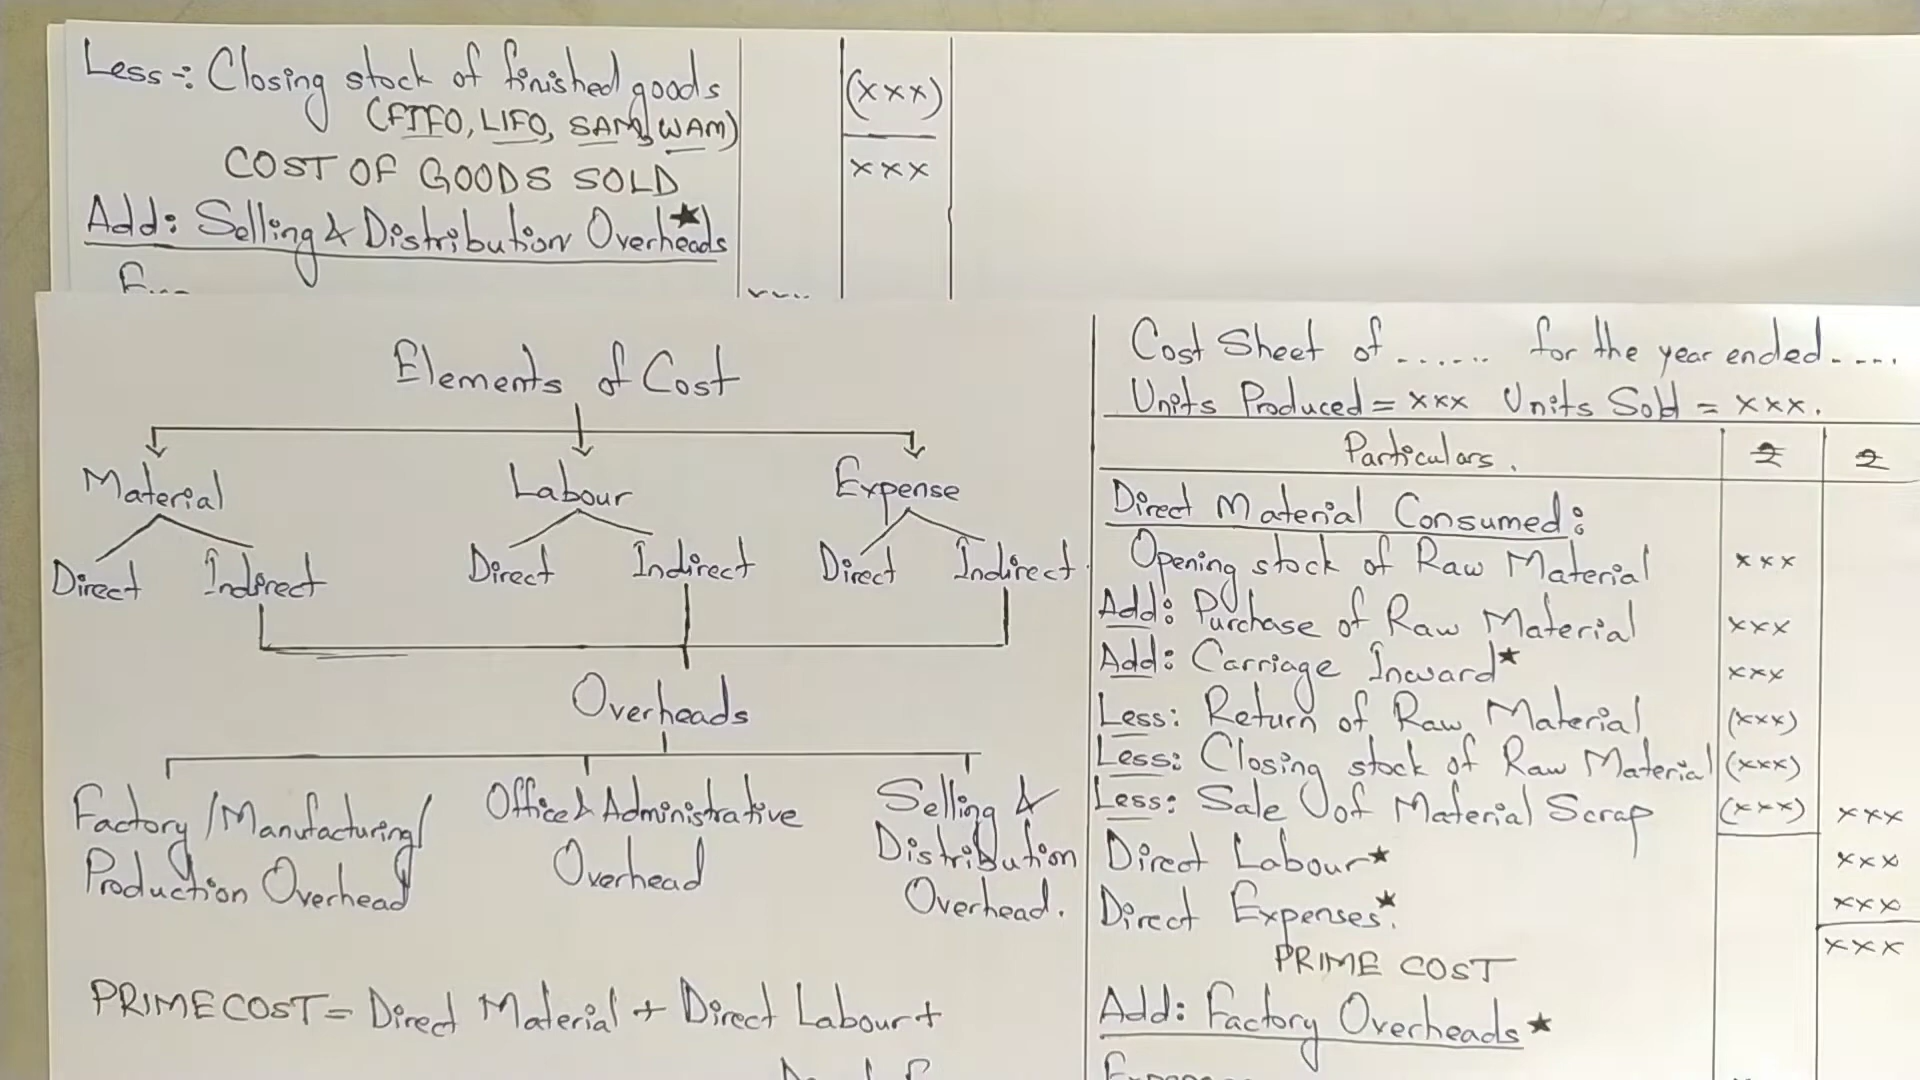 Less -: Closing stock of finished goods (xxx)
(FIFO, LIFO, SAM, WAM)
COST OF GOODS SOLD xxx
Add: Selling & Distribution Overheads ★
Elements of Cost
Material Labour Expense
Direct Indirect Direct Indirect Direct Indirect
Overheads
Factory / Manufacturing / Production Overhead
Office & Administrative Overhead
Selling & Distribution Overhead.
PRIME COST = Direct Material + Direct Labour +
Cost Sheet of ...... for the year ended ....
Units Produced = xxx Units Sold = xxx.
Particulars. ₹ ₹
Direct Material Consumed:
Opening stock of Raw Material xxx
Add: Purchase of Raw Material xxx
Add: Carriage Inward ★ xxx
Less: Return of Raw Material (xxx)
Less: Closing stock of Raw Material (xxx)
Less: Sale of Material Scrap (xxx) xxx
Direct Labour ★ xxx
Direct Expenses ★. xxx
PRIME COST xxx
Add: Factory Overheads ★